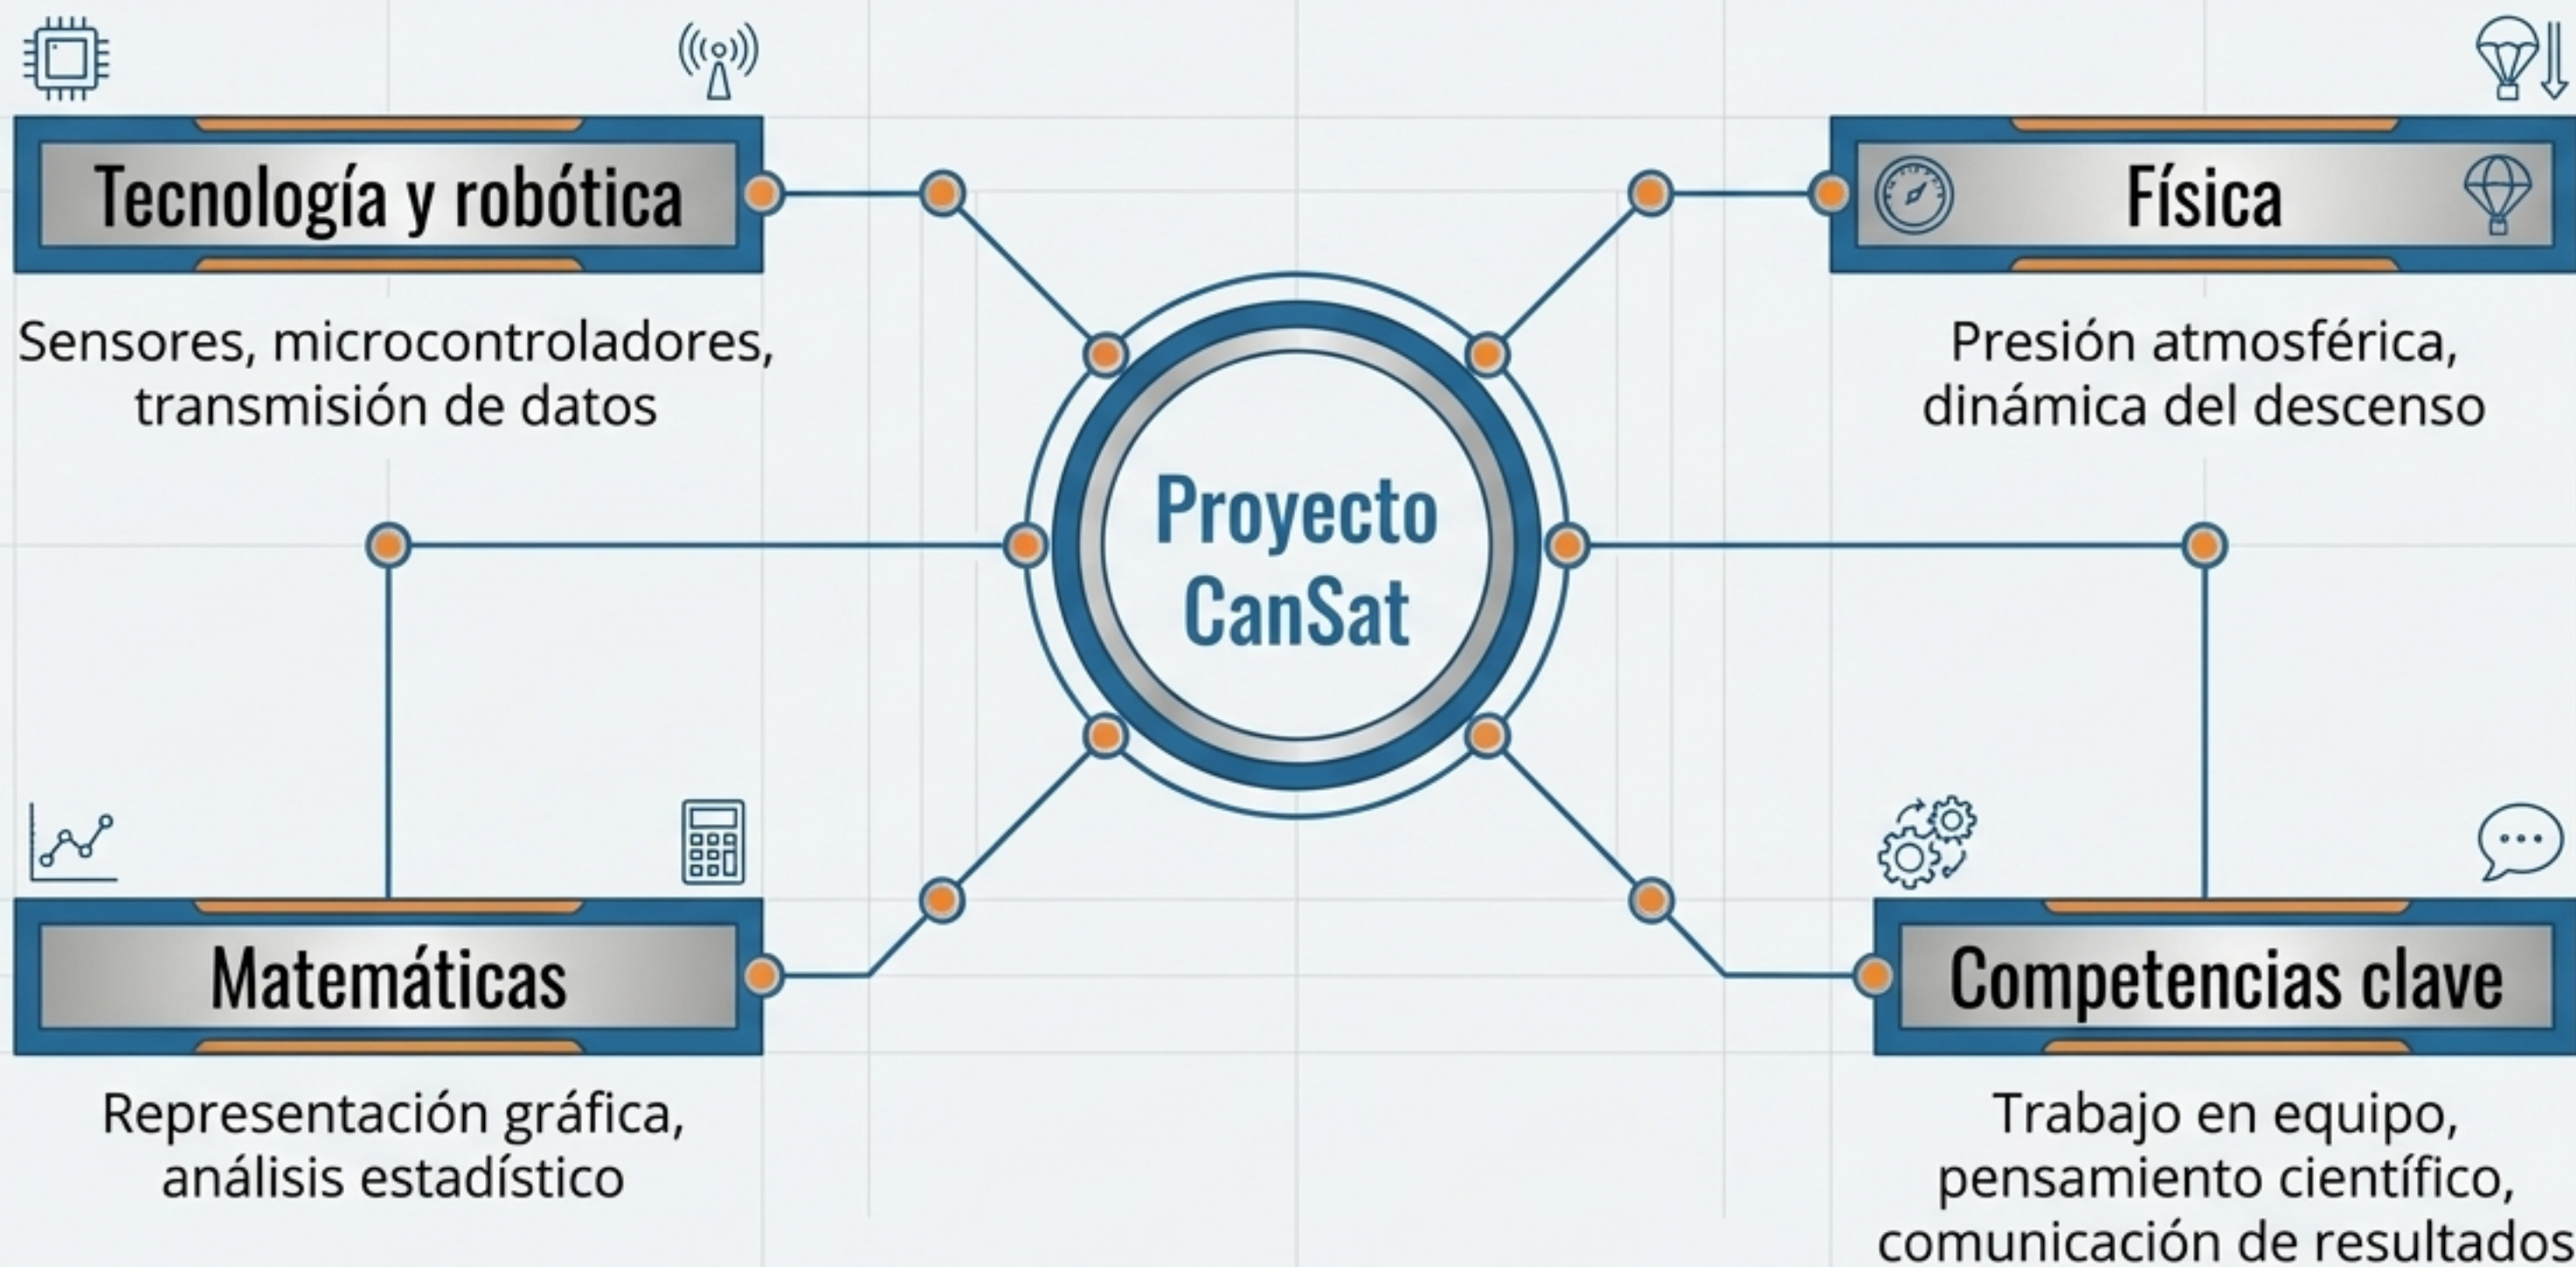 Tecnología y robótica
Sensores, microcontroladores,
transmisión de datos
Física
Presión atmosférica,
dinámica del descenso
Proyecto
CanSat
Matemáticas
Representación gráfica,
análisis estadístico
Competencias clave
Trabajo en equipo,
pensamiento científico,
comunicación de resultados